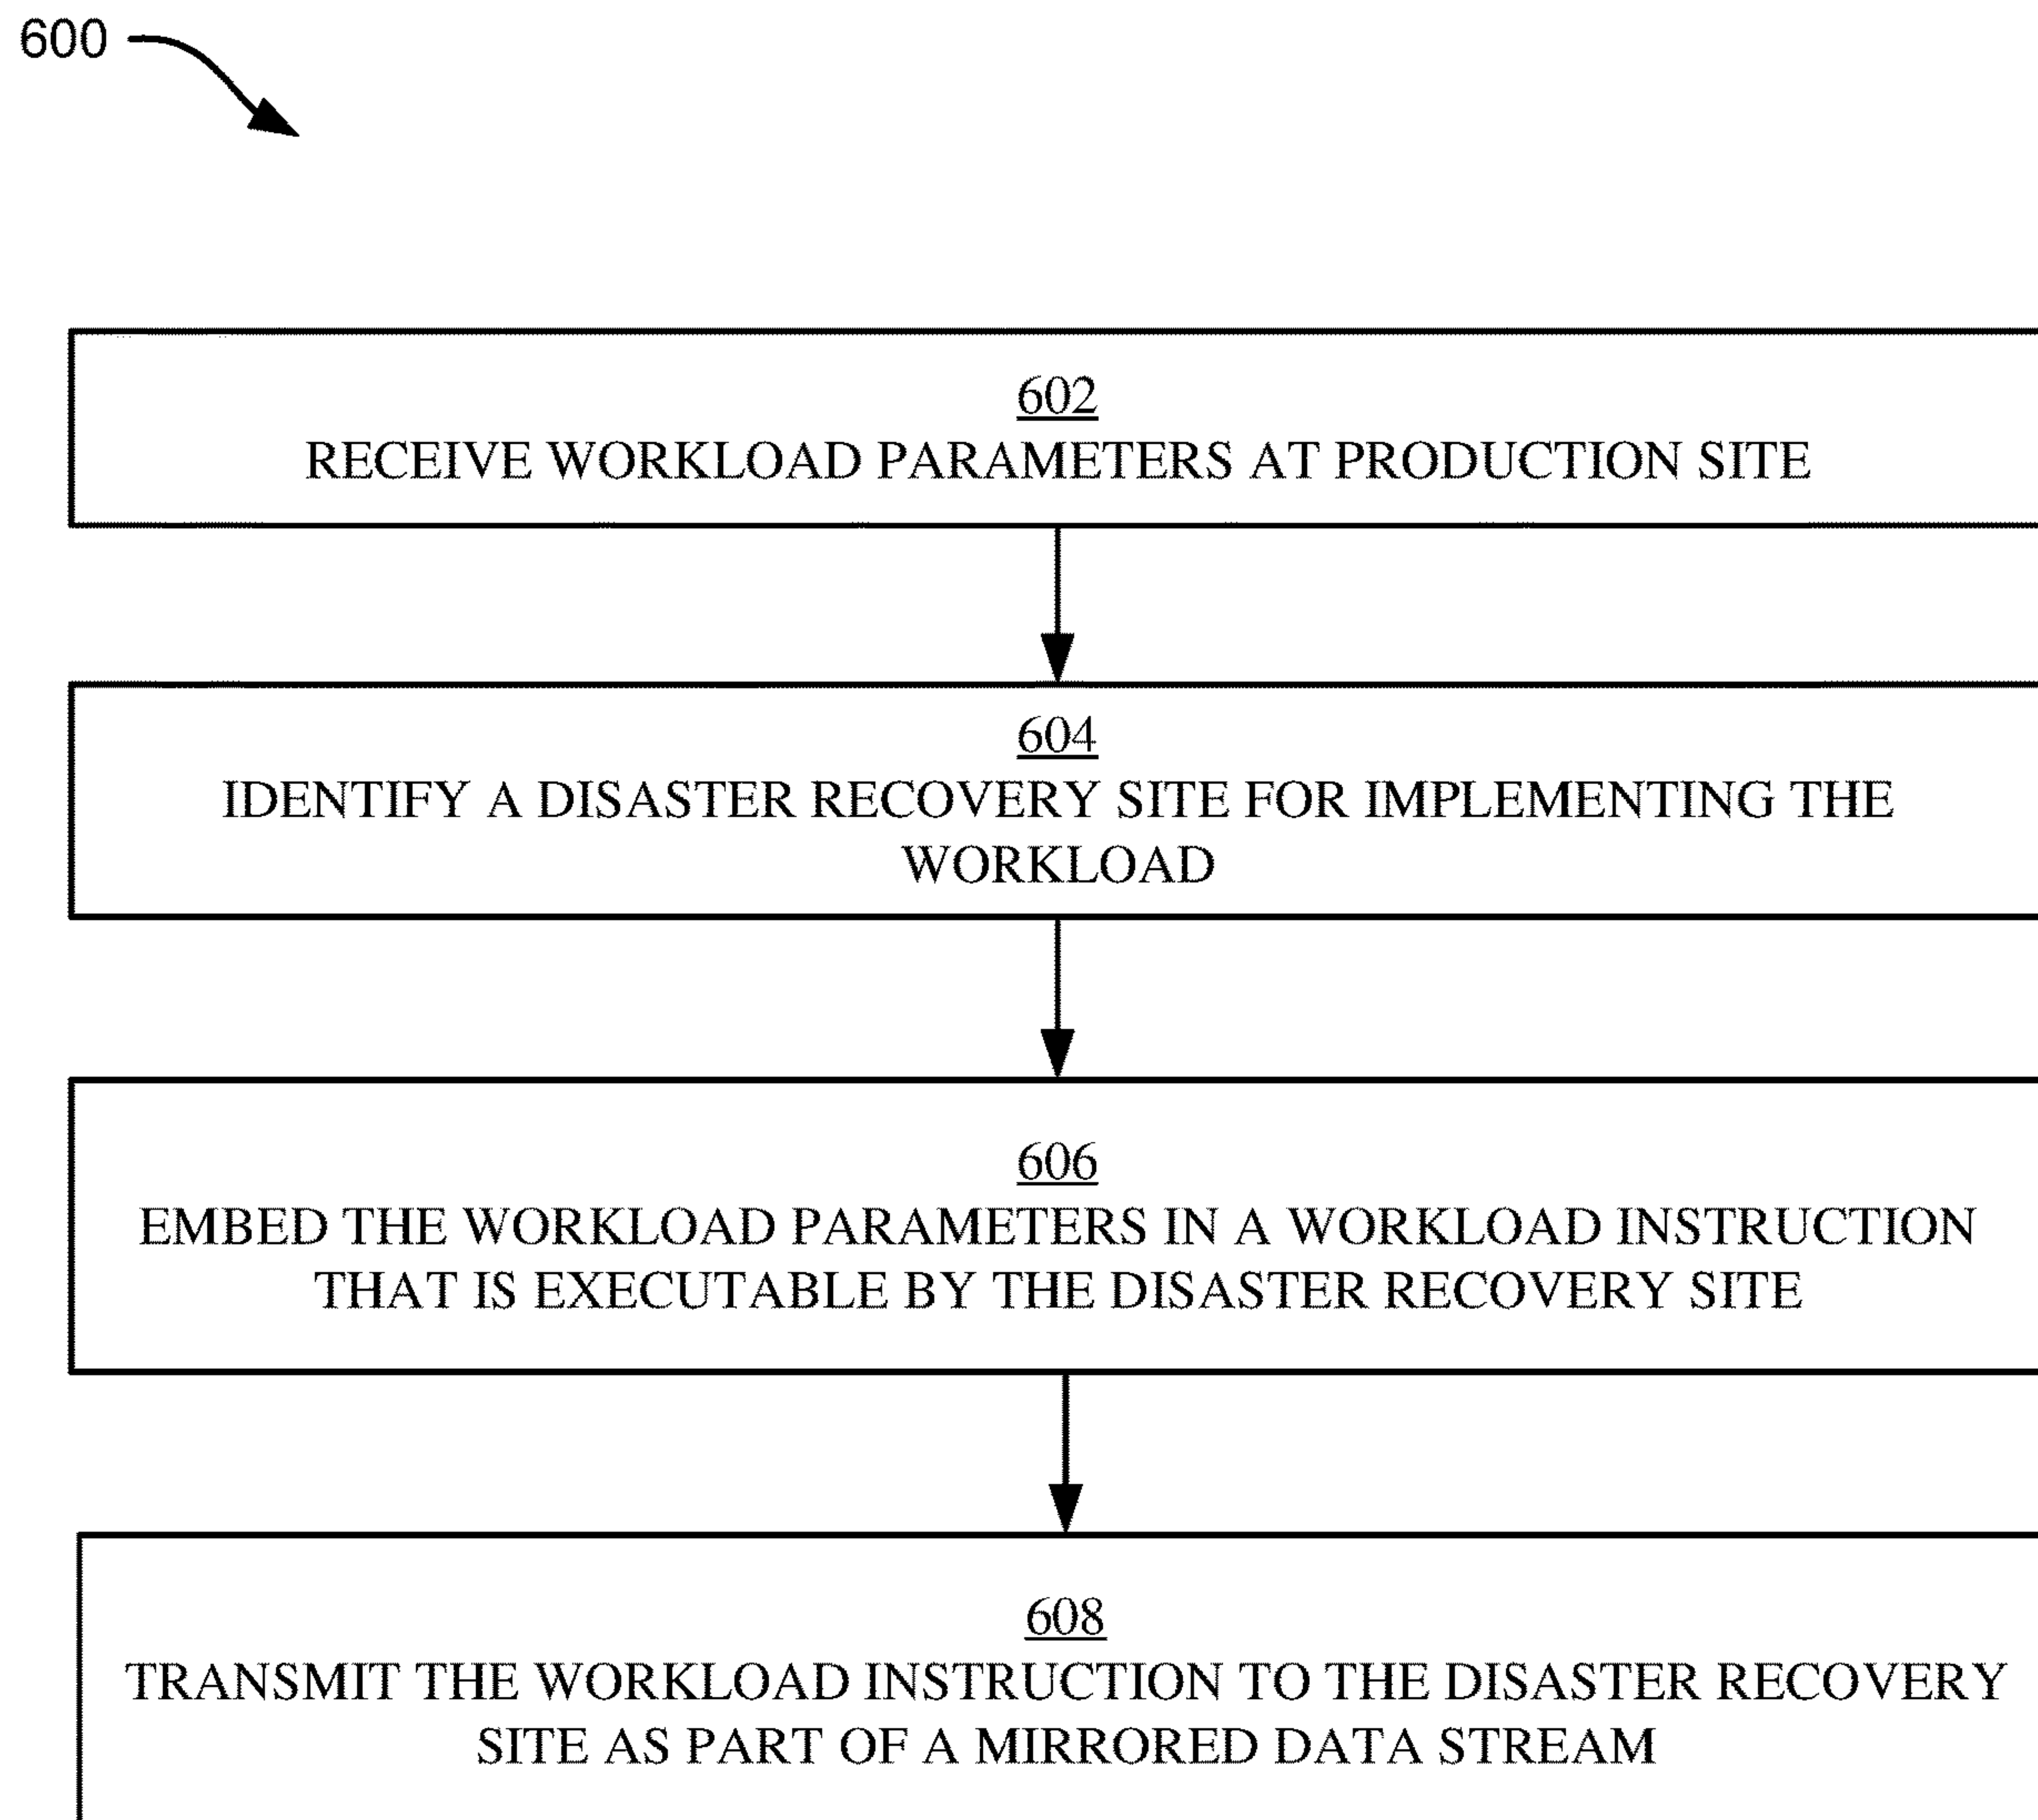 600
602
RECEIVE WORKLOAD PARAMETERS AT PRODUCTION SITE
604
IDENTIFY A DISASTER RECOVERY SITE FOR IMPLEMENTING THE
WORKLOAD
606
EMBED THE WORKLOAD PARAMETERS IN A WORKLOAD INSTRUCTION
THAT IS EXECUTABLE BY THE DISASTER RECOVERY SITE
608
TRANSMIT THE WORKLOAD INSTRUCTION TO THE DISASTER RECOVERY
SITE AS PART OF A MIRRORED DATA STREAM